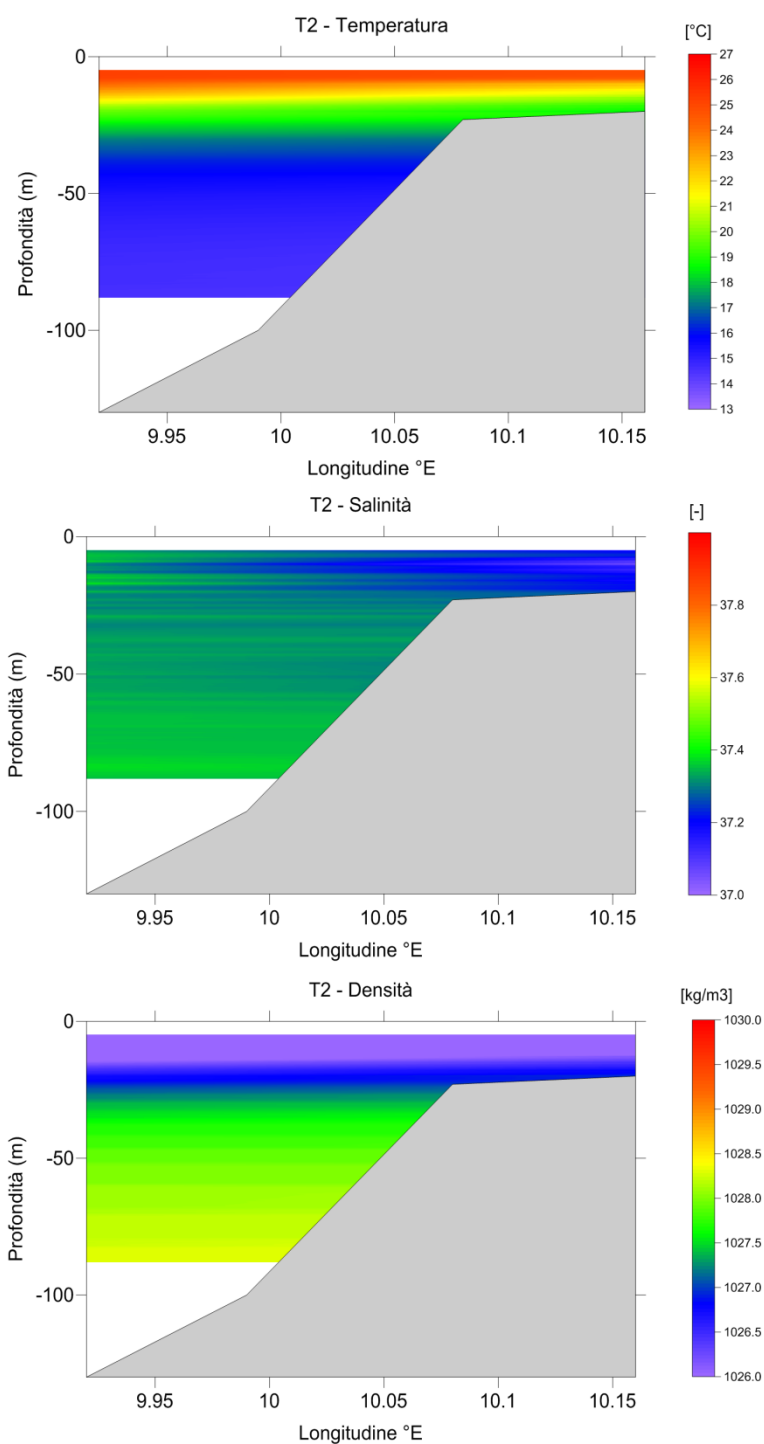 T2 - Temperatura
[°C]
0
-50
-100
Profondità (m)
9.95 10 10.05 10.1 10.15
Longitudine °E
27
26
25
24
23
22
21
20
19
18
17
16
15
14
13
T2 - Salinità
[-]
0
-50
-100
Profondità (m)
9.95 10 10.05 10.1 10.15
Longitudine °E
37.8
37.6
37.4
37.2
37.0
T2 - Densità
[kg/m3]
0
-50
-100
Profondità (m)
9.95 10 10.05 10.1 10.15
Longitudine °E
1030.0
1029.5
1029.0
1028.5
1028.0
1027.5
1027.0
1026.5
1026.0